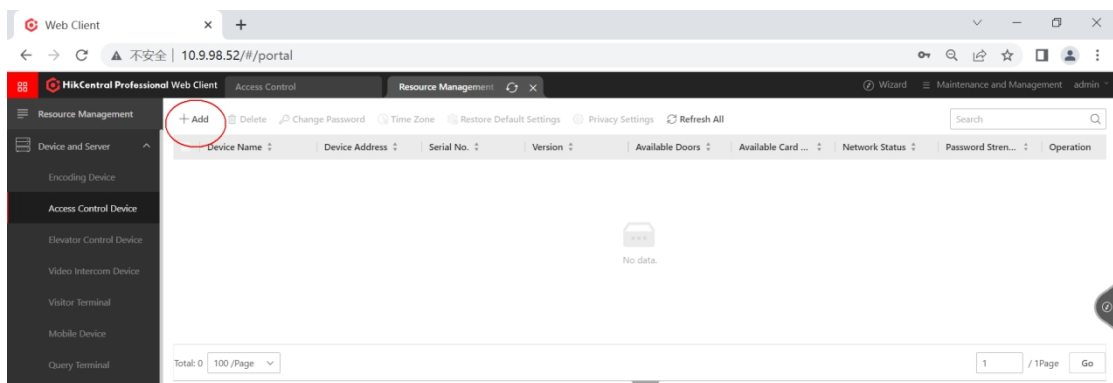 Web Client
不安全 | 10.9.98.52/#/portal
HikCentral Professional Web Client Access Control Resource Management Wizard Maintenance and Management admin
Resource Management
+ Add Delete Change Password Time Zone Restore Default Settings Privacy Settings Refresh All Search
Device and Server
Device Name Device Address Serial No. Version Available Doors Available Card ... Network Status Password Stren... Operation
Encoding Device
Access Control Device
Elevator Control Device
Video Intercom Device
Visitor Terminal
Mobile Device
Query Terminal
No data.
Total: 0 100 /Page 1 / 1Page Go